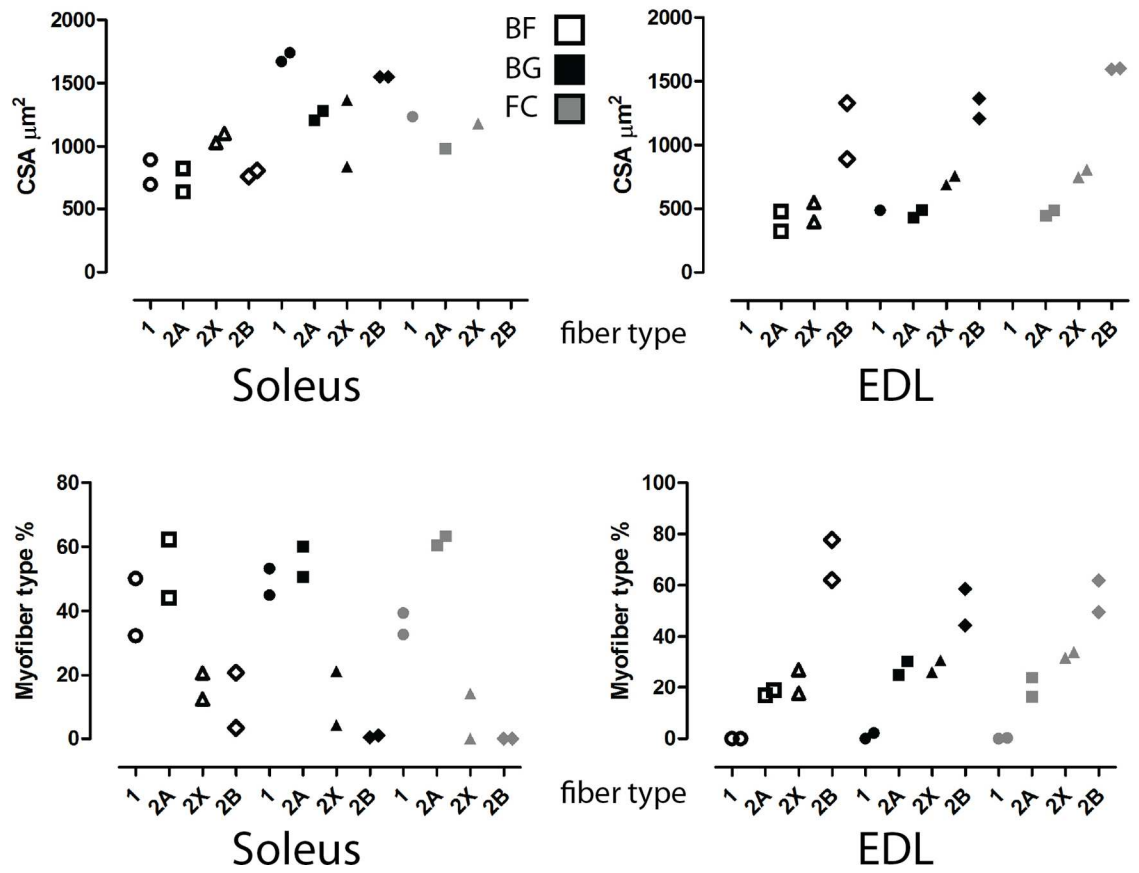 2000
1500
1000
500
0
CSA μm²
1 2A 2X 2B 1 2A 2X 2B 1 2A 2X 2B
Soleus
BF
BG
FC
fiber type
2000
1500
1000
500
0
CSA μm²
1 2A 2X 2B 1 2A 2X 2B 1 2A 2X 2B
EDL
80
60
40
20
0
Myofiber type %
1 2A 2X 2B 1 2A 2X 2B 1 2A 2X 2B
Soleus
fiber type
100
80
60
40
20
0
Myofiber type %
1 2A 2X 2B 1 2A 2X 2B 1 2A 2X 2B
EDL